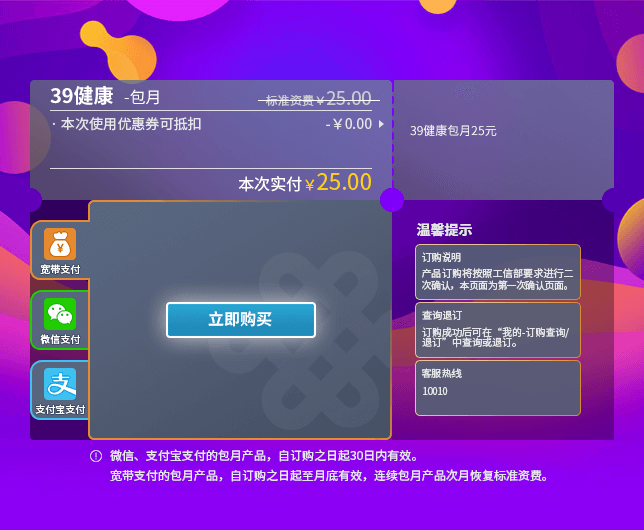 39健康 -包月
标准资费￥25.00
· 本次使用优惠券可抵扣 -￥0.00
本次实付￥25.00
39健康包月25元
宽带支付
微信支付
支付宝支付
立即购买
温馨提示
订购说明
产品订购将按照工信部要求进行二
次确认，本页面为第一次确认页面。
查询退订
订购成功后可在“我的-订购查询/
退订”中查询或退订。
客服热线
10010
微信、支付宝支付的包月产品，自订购之日起30日内有效。
宽带支付的包月产品，自订购之日起至月底有效，连续包月产品次月恢复标准资费。